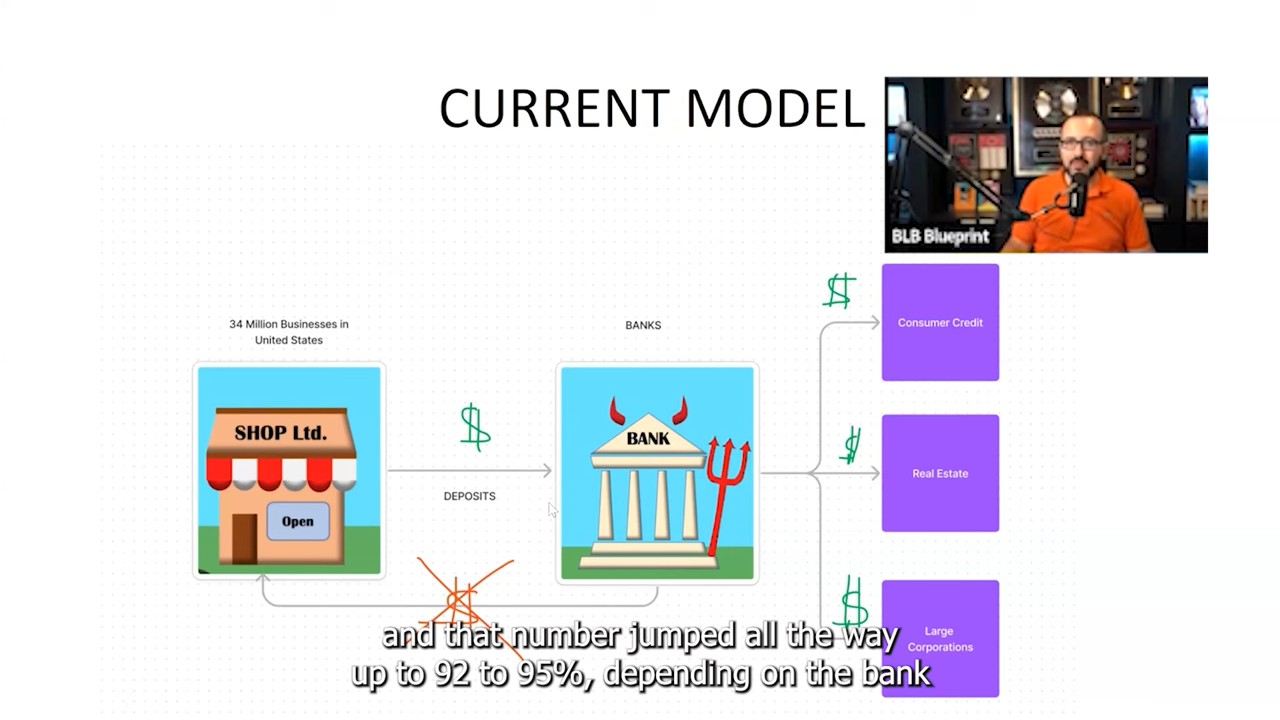 CURRENT MODEL
BLB Blueprint
34 Million Businesses in
United States
BANKS
$
Consumer Credit
SHOP Ltd.
Open
$
DEPOSITS
BANK
$
Real Estate
$
$
Large
Corporations
and that number jumped all the way
up to 92 to 95%, depending on the bank